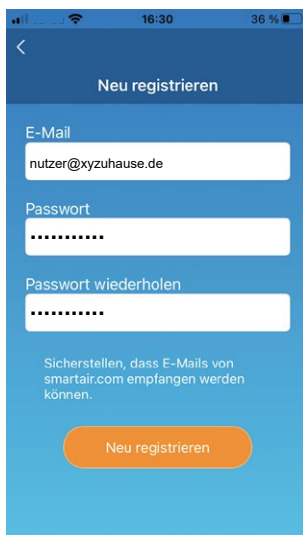 16:30
36 %
Neu registrieren
E-Mail
nutzer@xyzuhause.de
Passwort
•••••••••••
Passwort wiederholen
•••••••••••
Sicherstellen, dass E-Mails von
smartair.com empfangen werden
können.
Neu registrieren